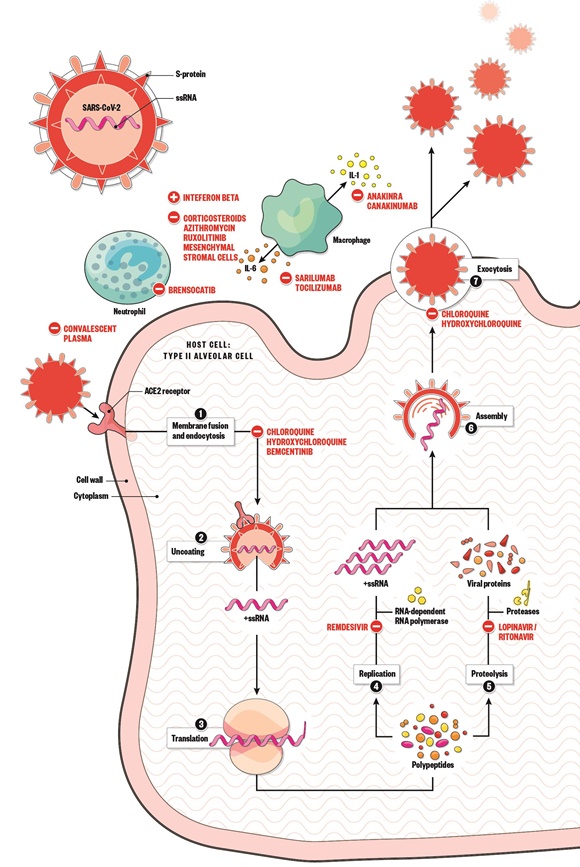 S-protein
SARS-CoV-2
ssRNA
IL-1
INTEFERON BETA
ANAKINRA
CANAKINUMAB
CORTICOSTEROIDS
AZITHROMYCIN
RUXOLITINIB
MESENCHYMAL
STROMAL CELLS
Macrophage
IL-6
SARILUMAB
TOCILIZUMAB
BRENSOCATIB
Neutrophil
Exocytosis
7
CHLOROQUINE
HYDROXYCHLOROQUINE
CONVALESCENT
PLASMA
HOST CELL:
TYPE II ALVEOLAR CELL
ACE2 receptor
1
Membrane fusion
and endocytosis
CHLOROQUINE
HYDROXYCHLOROQUINE
BEMCENTINIB
Assembly
6
Cell wall
Cytoplasm
2
Uncoating
+ssRNA
+ssRNA
Viral proteins
RNA-dependent
RNA polymerase
Proteases
REMDESIVIR
LOPINAVIR/
RITONAVIR
Replication
4
Proteolysis
5
3
Translation
Polypeptides